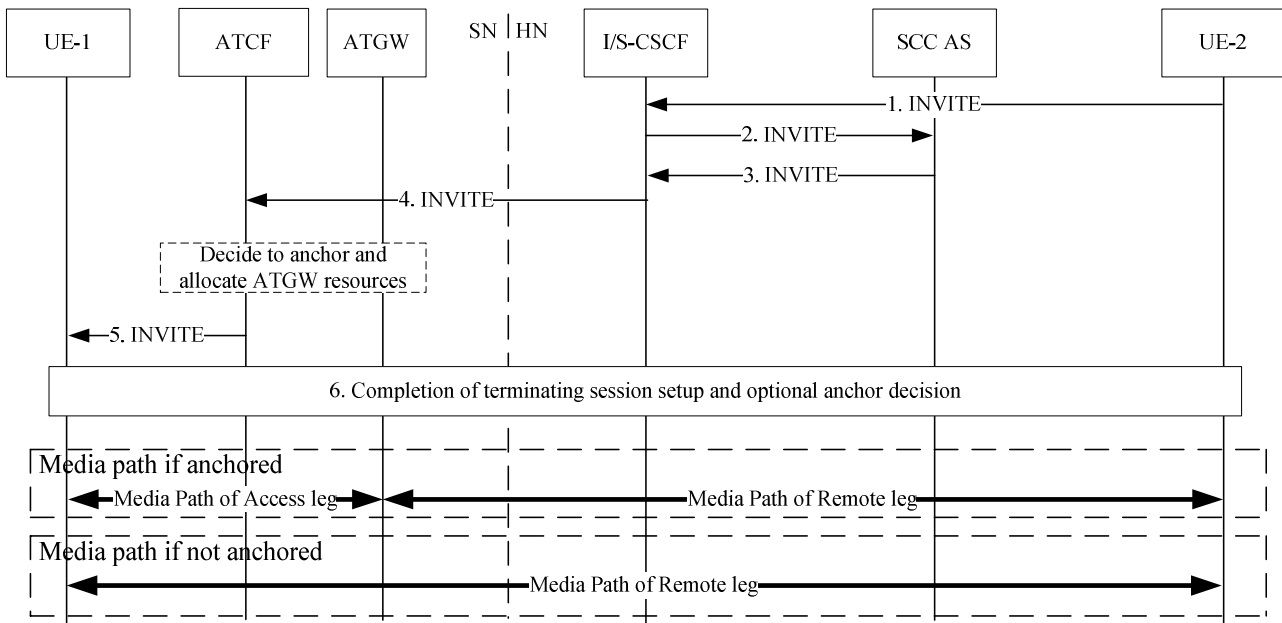 UE-1
ATCF
ATGW
SN
HN
I/S-CSCF
SCC AS
UE-2
1. INVITE
2. INVITE
3. INVITE
4. INVITE
Decide to anchor and
allocate ATGW resources
5. INVITE
6. Completion of terminating session setup and optional anchor decision
Media path if anchored
Media Path of Access leg
Media Path of Remote leg
Media path if not anchored
Media Path of Remote leg